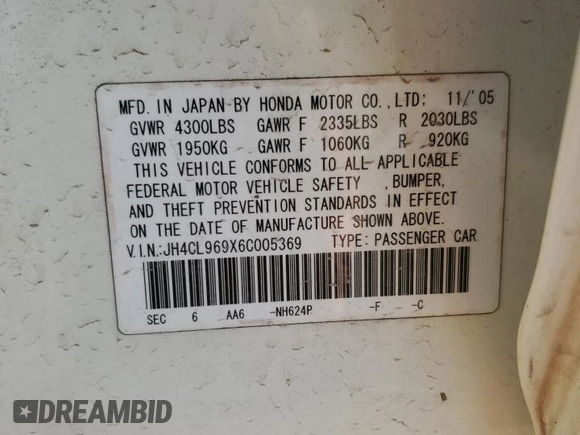 MFD. IN JAPAN BY HONDA MOTOR CO.,LTD: 11/'05
GVWR 4300LBS GAWR F 2335LBS R 2030LBS
GVWR 1950KG GAWR F 1060KG R 920KG
THIS VEHICLE CONFORMS TO ALL APPLICABLE
FEDERAL MOTOR VEHICLE SAFETY ,BUMPER,
AND THEFT PREVENTION STANDARDS IN EFFECT
ON THE DATE OF MANUFACTURE SHOWN ABOVE.
V.I.N.:JH4CL969X6C005369 TYPE: PASSENGER CAR
SEC 6 AA6 -NH624P -F -C
DREAMBID